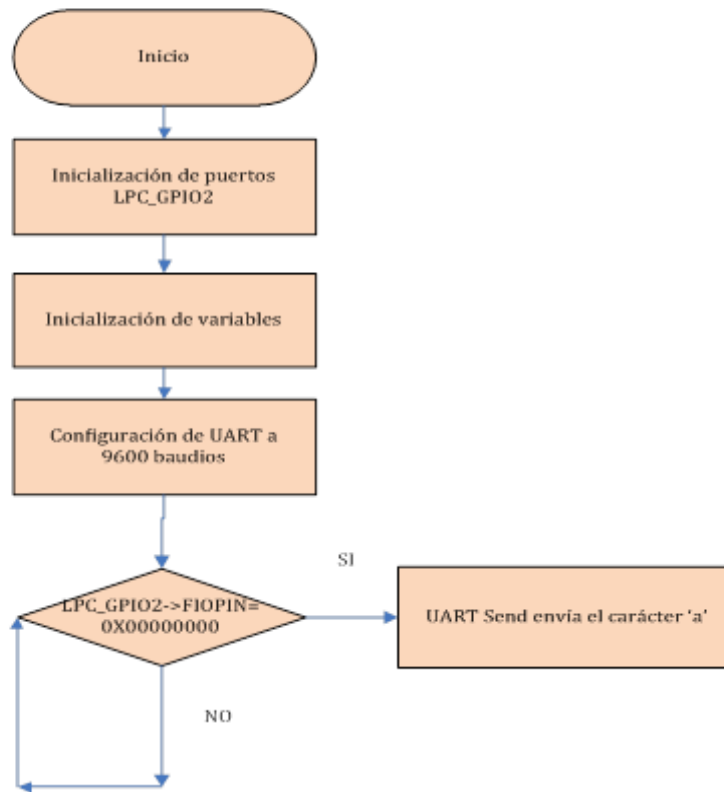 Inicio
Inicialización de puertos
LPC_GPIO2
Inicialización de variables
Configuración de UART a
9600 baudios
LPC_GPIO2->FIOPIN=
0X00000000
SI
UART Send envía el carácter 'a'
NO